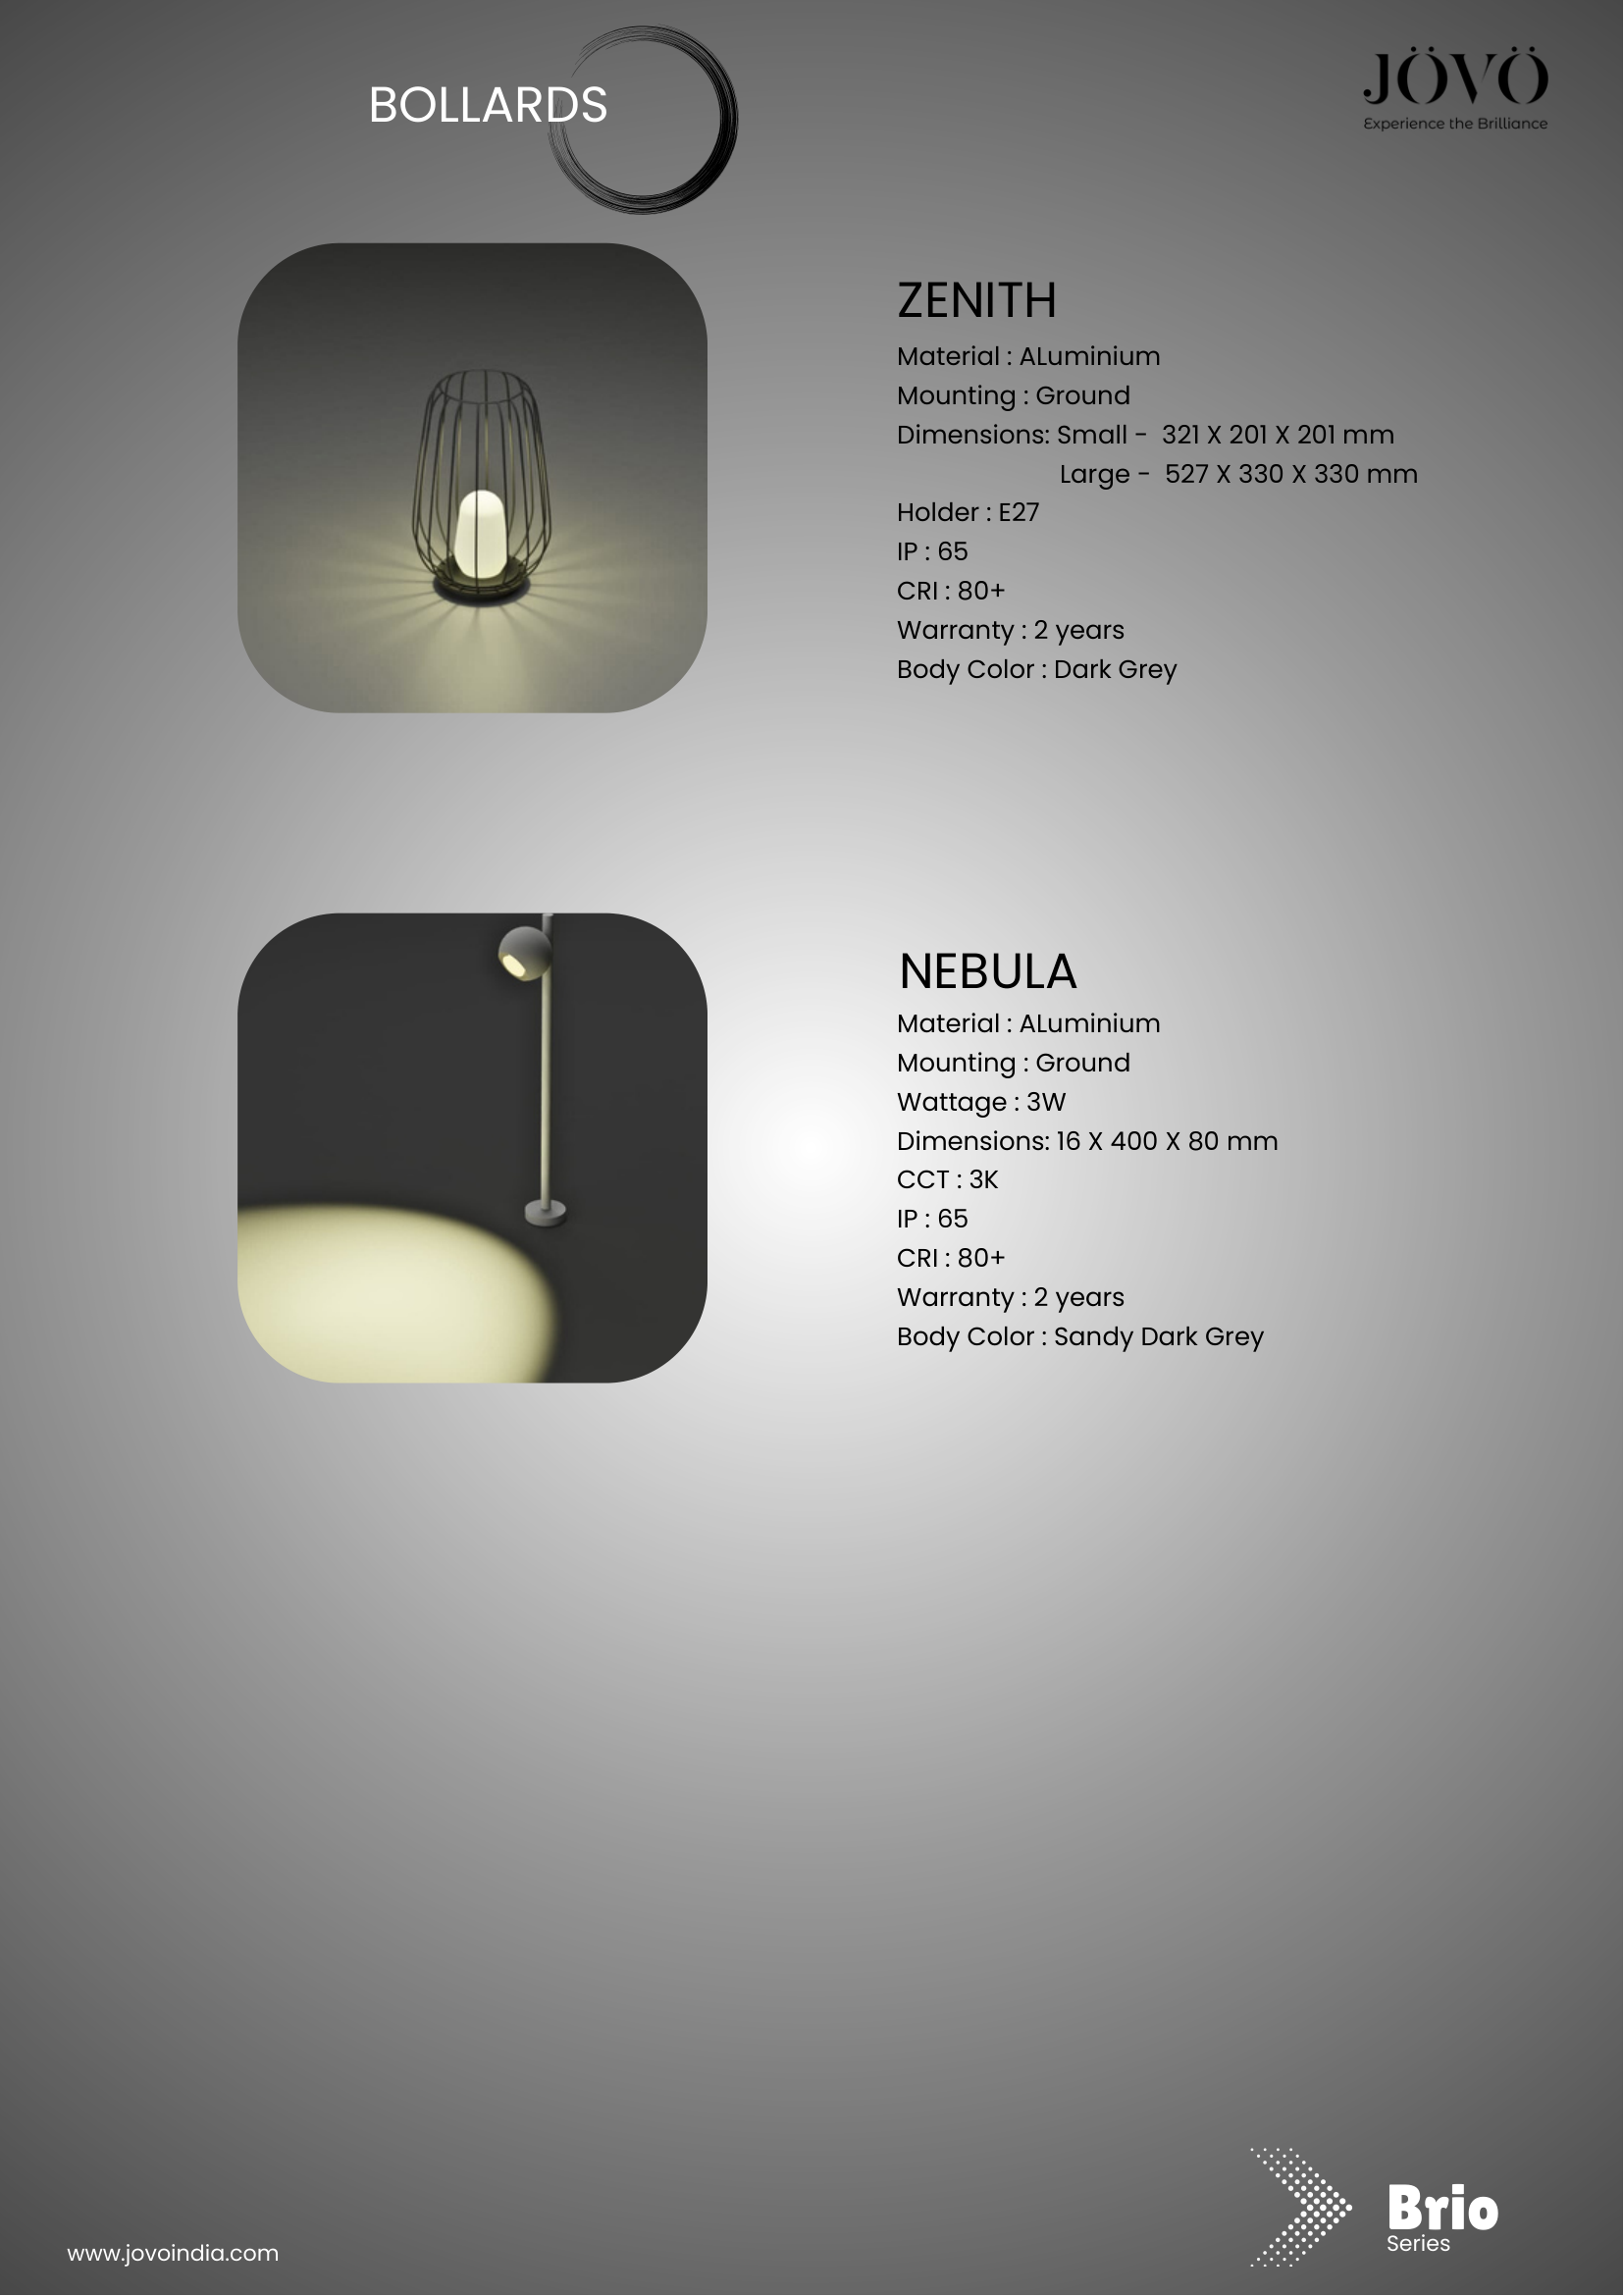 BOLLARDS
JÖVÖ
Experience the Brilliance
ZENITH
Material : ALuminium
Mounting : Ground
Dimensions: Small - 321 X 201 X 201 mm
Large - 527 X 330 X 330 mm
Holder : E27
IP : 65
CRI : 80+
Warranty : 2 years
Body Color : Dark Grey
NEBULA
Material : ALuminium
Mounting : Ground
Wattage : 3W
Dimensions: 16 X 400 X 80 mm
CCT : 3K
IP : 65
CRI : 80+
Warranty : 2 years
Body Color : Sandy Dark Grey
Brio
Series
www.jovoindia.com